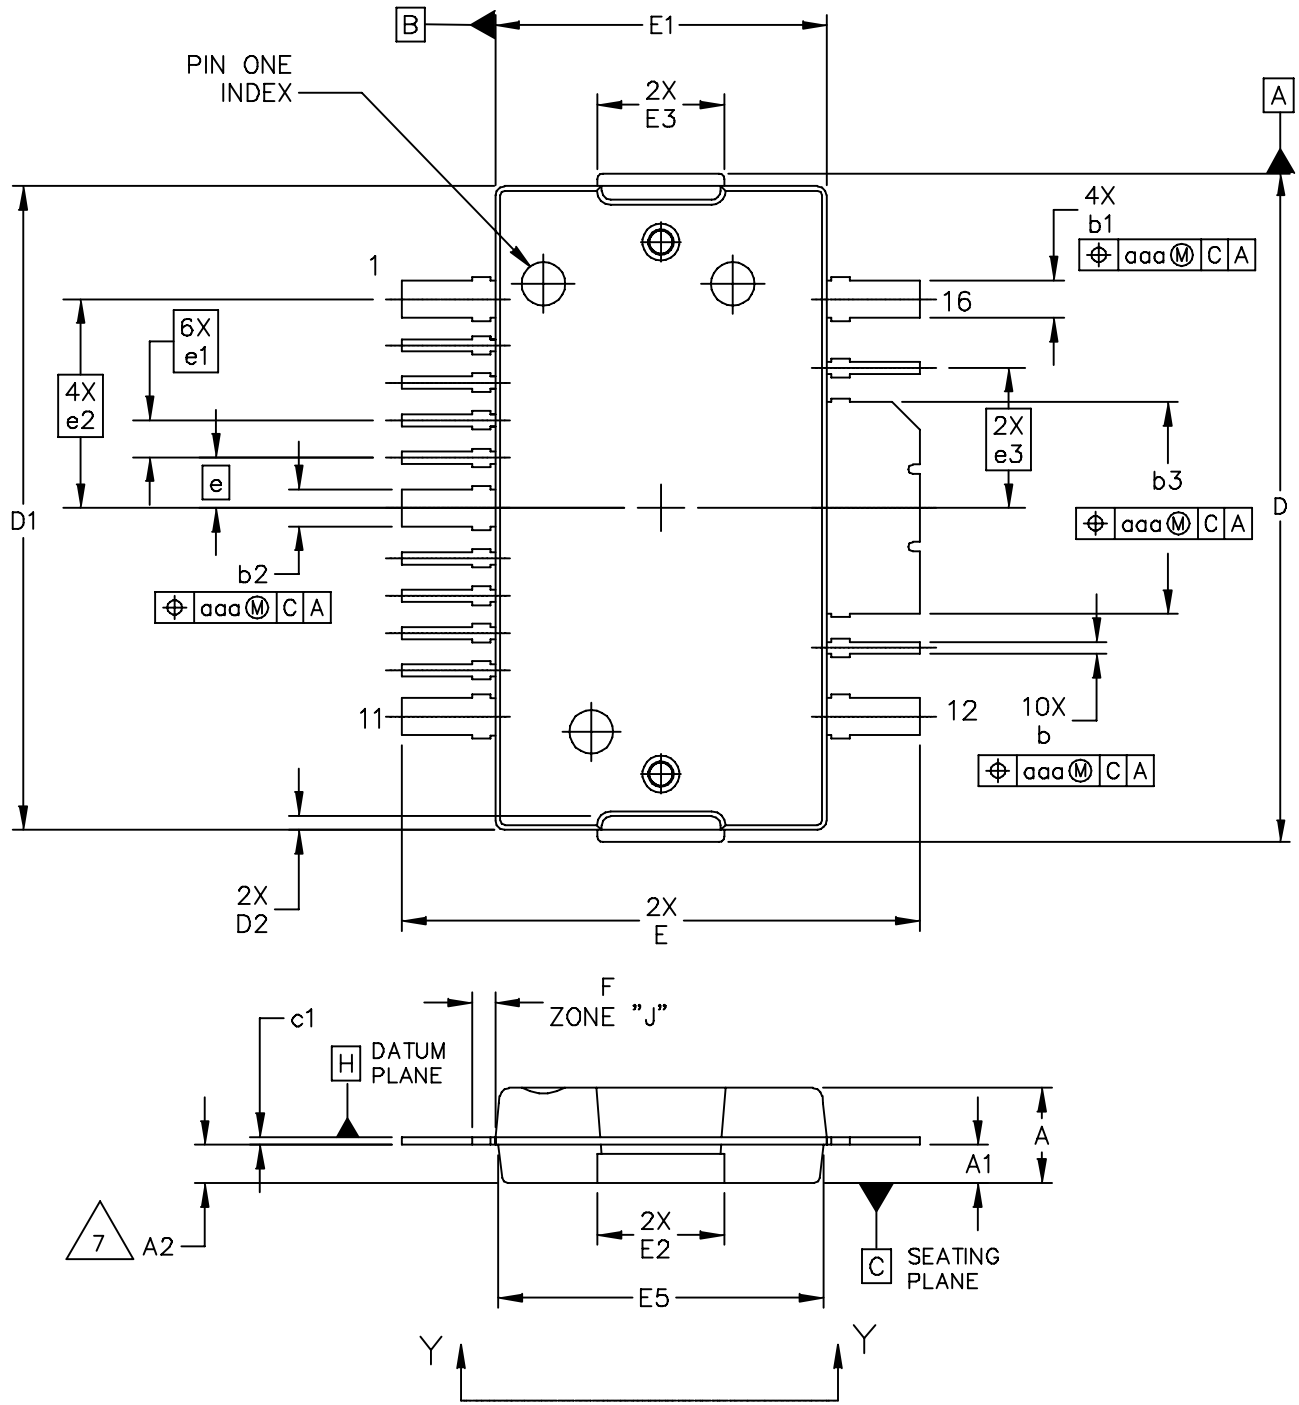 B
E1
PIN ONE
INDEX
2X
E3
A
4X
b1
⌖ aaa Ⓜ C A
1
16
6X
e1
4X
e2
2X
e3
e
b3
D1
D
⌖ aaa Ⓜ C A
b2
⌖ aaa Ⓜ C A
11
12
10X
b
⌖ aaa Ⓜ C A
2X
D2
2X
E
F
ZONE "J"
c1
H
DATUM
PLANE
A
A1
7
A2
2X
E2
C
SEATING
PLANE
E5
Y
Y